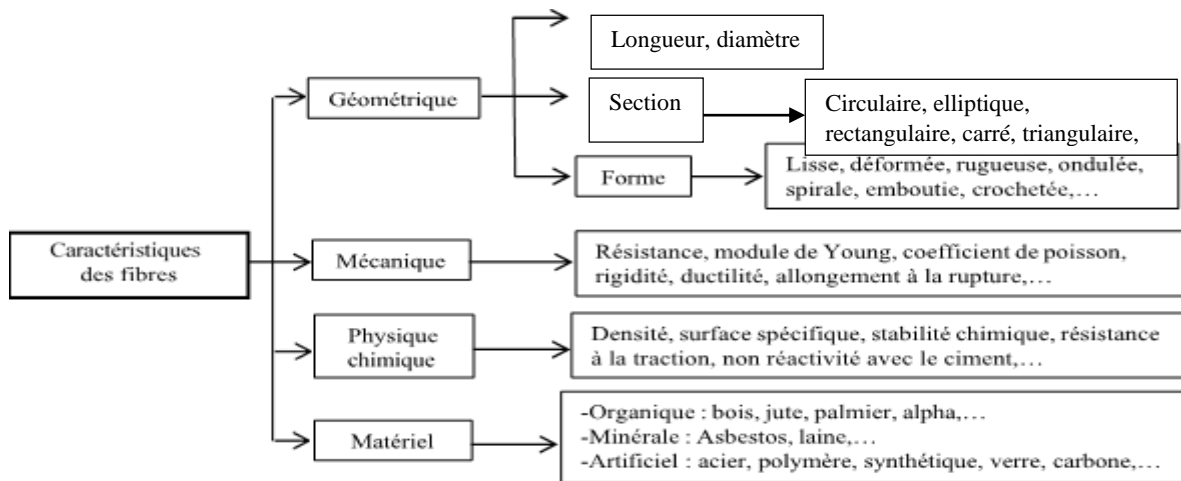 Longueur, diamètre
Géométrique
Section
Circulaire, elliptique,
rectangulaire, carré, triangulaire,
Forme
Lisse, déformée, rugueuse, ondulée,
spirale, emboutie, crochetée,...
Caractéristiques
des fibres
Mécanique
Résistance, module de Young, coefficient de poisson,
rigidité, ductilité, allongement à la rupture,...
Physique
chimique
Densité, surface spécifique, stabilité chimique, résistance
à la traction, non réactivité avec le ciment,...
Matériel
-Organique : bois, jute, palmier, alpha,...
-Minérale : Asbestos, laine,...
-Artificiel : acier, polymère, synthétique, verre, carbone,...